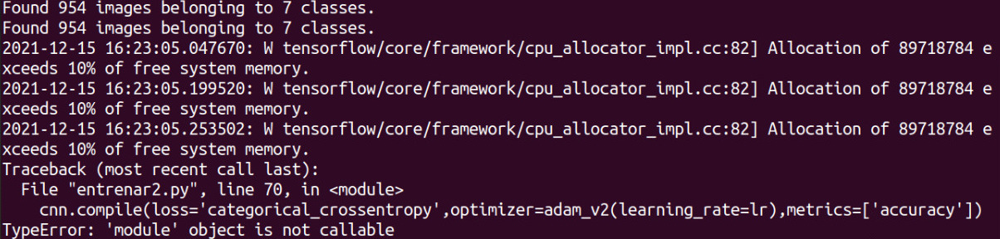 Found 954 images belonging to 7 classes.
Found 954 images belonging to 7 classes.
2021-12-15 16:23:05.047670: W tensorflow/core/framework/cpu_allocator_impl.cc:82] Allocation of 89718784 e
xceeds 10% of free system memory.
2021-12-15 16:23:05.199520: W tensorflow/core/framework/cpu_allocator_impl.cc:82] Allocation of 89718784 e
xceeds 10% of free system memory.
2021-12-15 16:23:05.253502: W tensorflow/core/framework/cpu_allocator_impl.cc:82] Allocation of 89718784 e
xceeds 10% of free system memory.
Traceback (most recent call last):
  File "entrenar2.py", line 70, in <module>
    cnn.compile(loss='categorical_crossentropy',optimizer=adam_v2(learning_rate=lr),metrics=['accuracy'])
TypeError: 'module' object is not callable